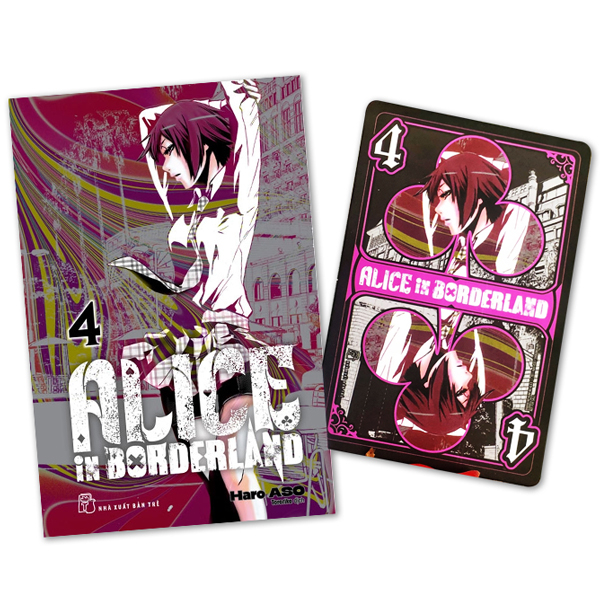 4
ALICE
in BORDERLAND
Haro ASO
NHÀ XUẤT BẢN TRẺ
4
ALICE in BORDERLAND
4